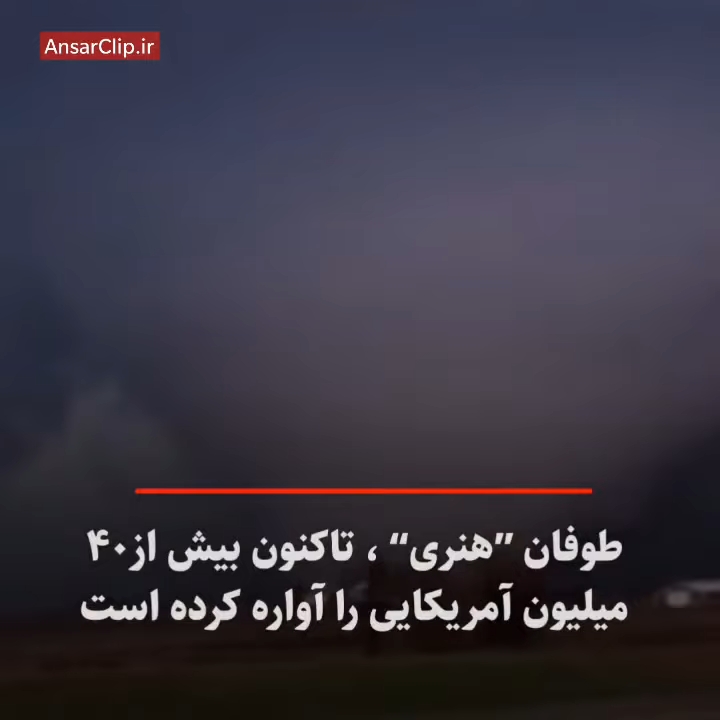 AnsarClip.ir
طوفان ”هنری“ ، تاکنون بیش از۴۰
میلیون آمریکایی را آواره کرده است